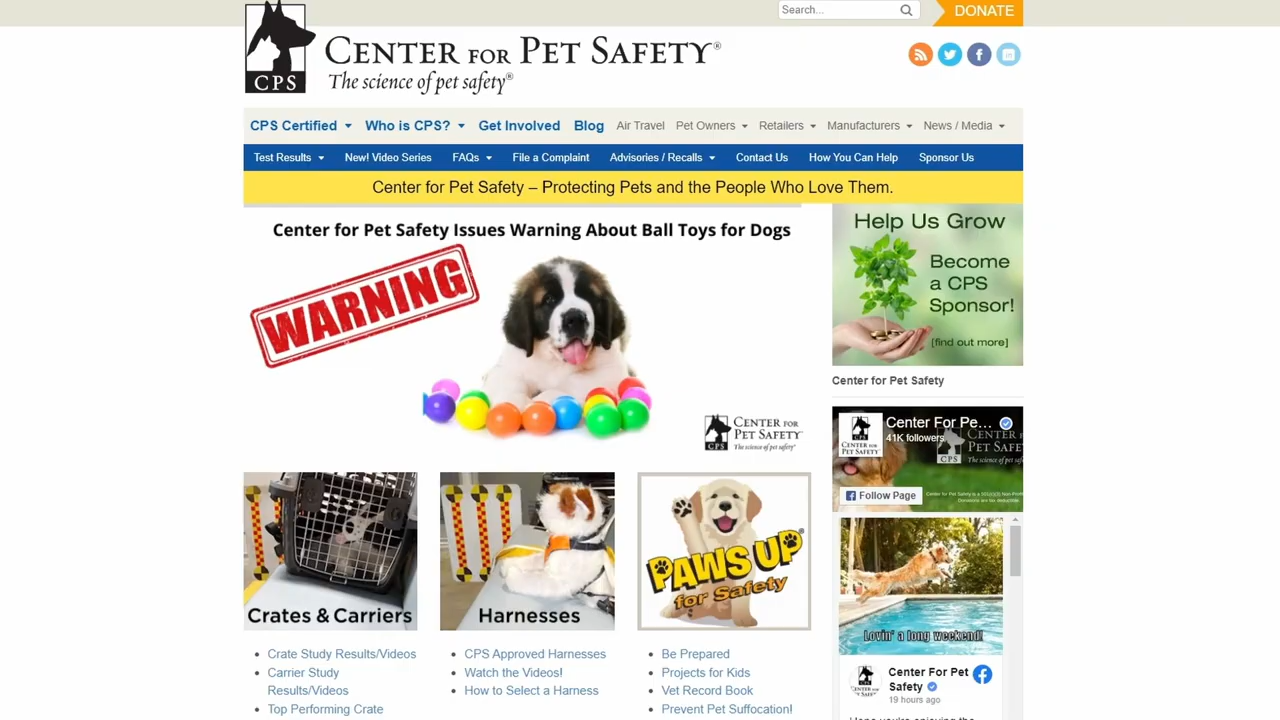 Search...
DONATE
CENTER FOR PET SAFETY®
The science of pet safety®
CPS
CPS Certified Who is CPS? Get Involved Blog Air Travel Pet Owners Retailers Manufacturers News / Media
Test Results New! Video Series FAQs File a Complaint Advisories / Recalls Contact Us How You Can Help Sponsor Us
Center for Pet Safety – Protecting Pets and the People Who Love Them.
Center for Pet Safety Issues Warning About Ball Toys for Dogs
WARNING
CENTER FOR
PET SAFETY
The science of pet safety®
CPS
Help Us Grow
Become
a CPS
Sponsor!
[find out more]
Center for Pet Safety
Center For Pe...
41K followers
Follow Page
Crates & Carriers
Harnesses
PAWS UP®
for Safety
Lovin' a long weekend!
Crate Study Results/Videos
Carrier Study
Results/Videos
Top Performing Crate
CPS Approved Harnesses
Watch the Videos!
How to Select a Harness
Be Prepared
Projects for Kids
Vet Record Book
Prevent Pet Suffocation!
Center For Pet
Safety
19 hours ago